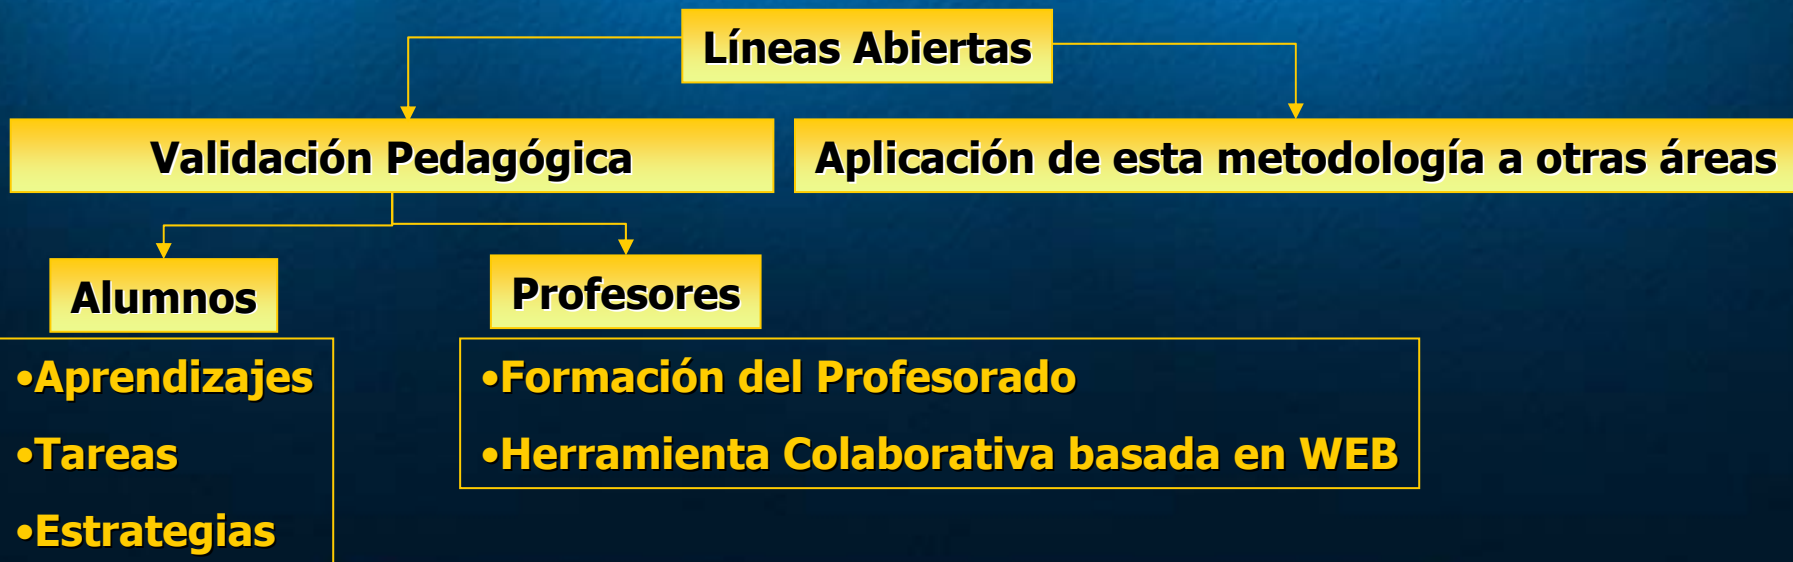 Líneas Abiertas
Validación Pedagógica
Aplicación de esta metodología a otras áreas
Alumnos
Profesores
•Aprendizajes
•Tareas
•Estrategias
•Formación del Profesorado
•Herramienta Colaborativa basada en WEB